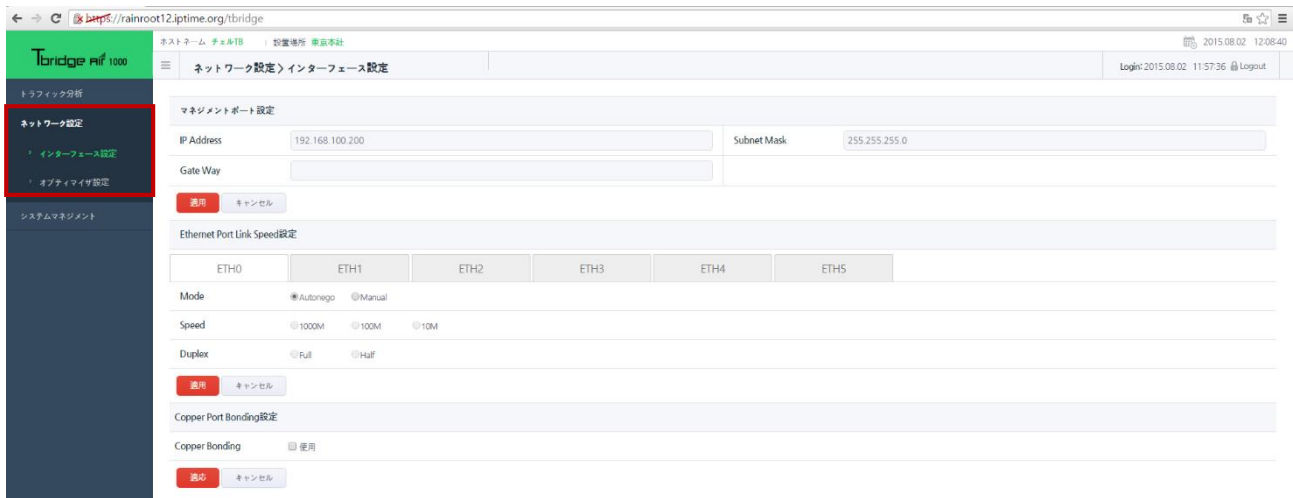 https://rainroot12.iptime.org/tbridge
ホストネーム チェルTB | 設置場所 東京本社 2015.08.02 12:08:40
Tbridge Aif 1000
ネットワーク設定 > インターフェース設定 Login: 2015.08.02 11:57:36 Logout
トラフィック分析
ネットワーク設定
インターフェース設定
オプティマイザ設定
システムマネジメント
マネジメントポート設定
IP Address 192.168.100.200 Subnet Mask 255.255.255.0
Gate Way
適用 キャンセル
Ethernet Port Link Speed設定
ETH0 ETH1 ETH2 ETH3 ETH4 ETH5
Mode Autonego Manual
Speed 1000M 100M 10M
Duplex Full Half
適用 キャンセル
Copper Port Bonding設定
Copper Bonding 使用
適応 キャンセル